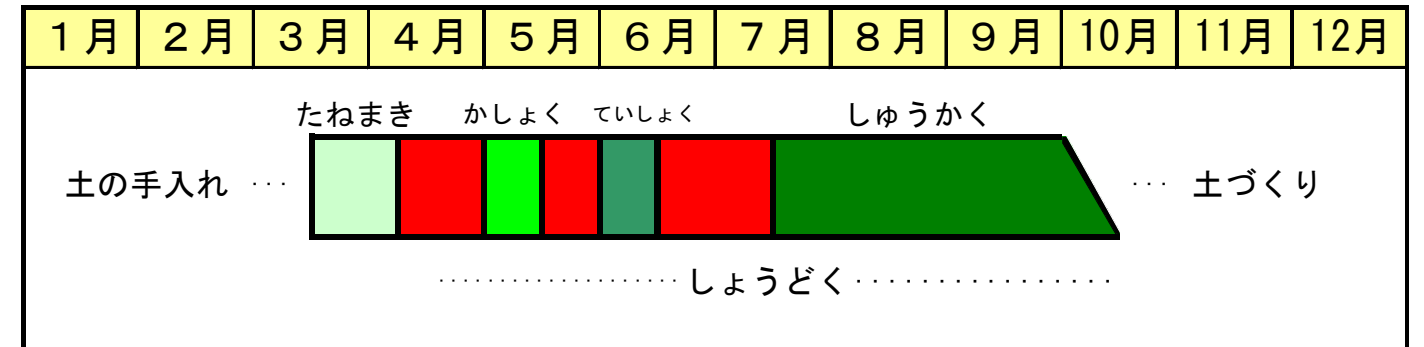 １月 ２月 ３月 ４月 ５月 ６月 ７月 ８月 ９月 10月 11月 12月
たねまき かしょく ていしょく しゅうかく
土の手入れ ・・・ ・・・ 土づくり
・・・・・・・・・・・・・・・・・・・・ しょうどく ・・・・・・・・・・・・・・・・